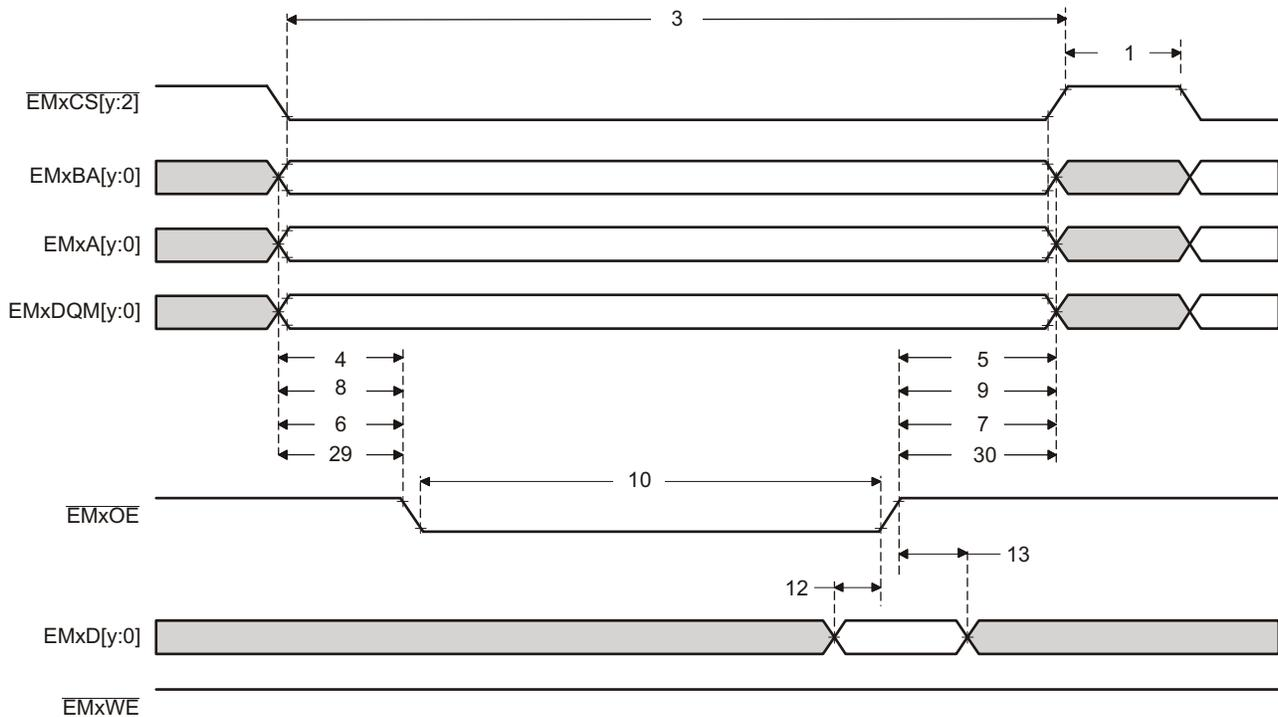 3
1
EMxCS[y:2]
EMxBA[y:0]
EMxA[y:0]
EMxDQM[y:0]
4 5
8 9
6 7
29 30
10
EMxOE
13
12
EMxD[y:0]
EMxWE